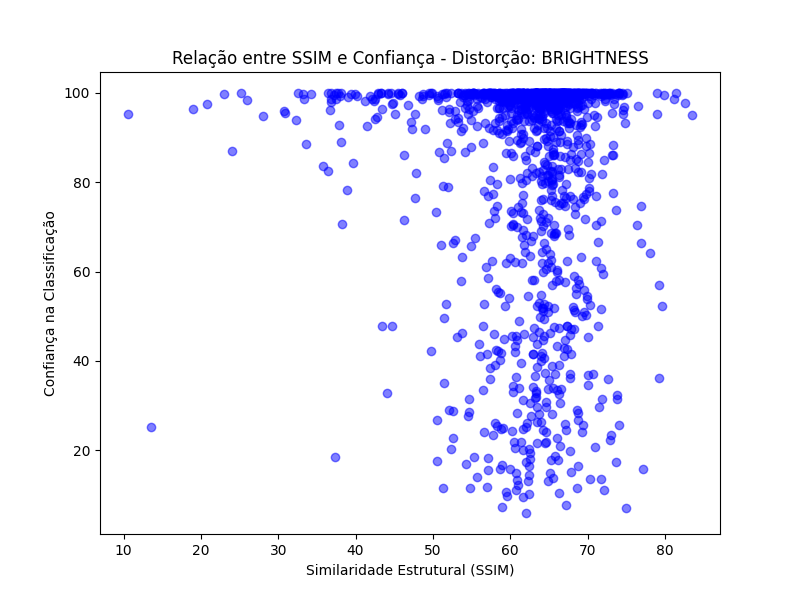 Relação entre SSIM e Confiança - Distorção: BRIGHTNESS
100
80
60
40
20
Confiança na Classificação
10 20 30 40 50 60 70 80
Similaridade Estrutural (SSIM)